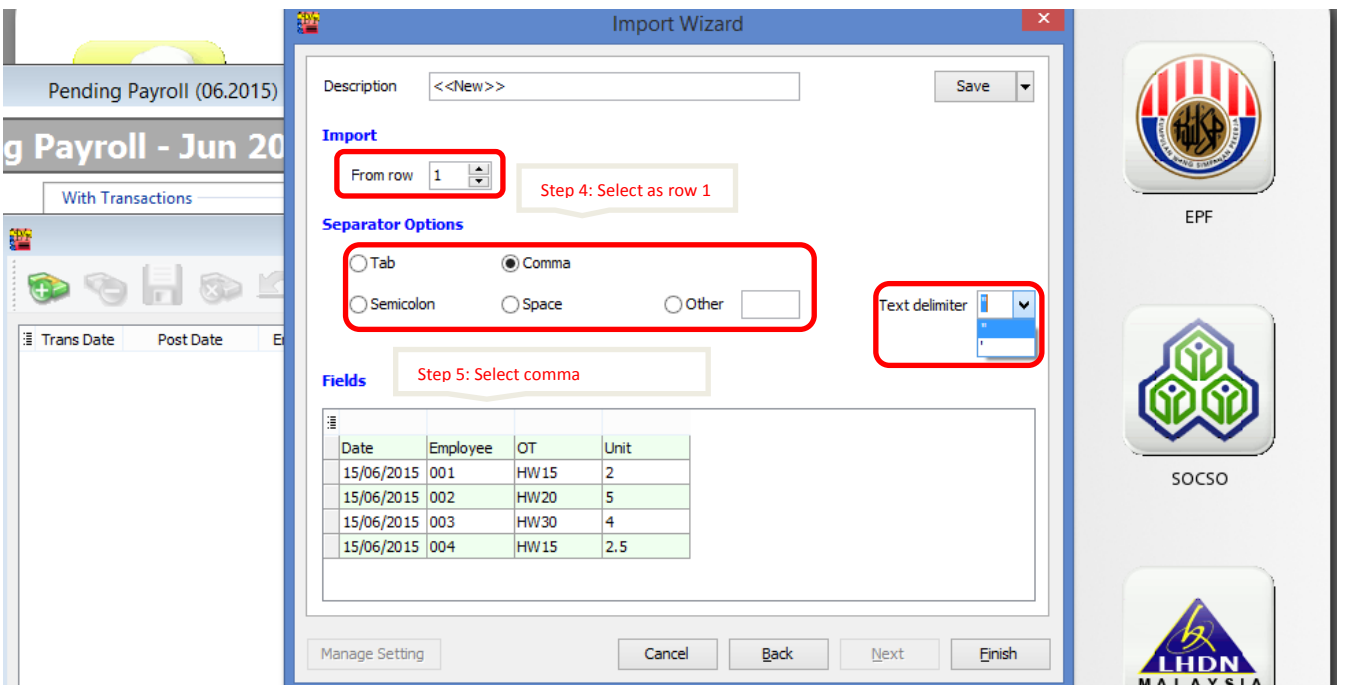 Import Wizard
Pending Payroll (06.2015)
g Payroll - Jun 20
With Transactions
Trans Date Post Date
Description <<New>> Save
Import
From row 1
Step 4: Select as row 1
Separator Options
Tab Comma
Semicolon Space Other
Text delimiter "
"
'
Step 5: Select comma
Fields
Date Employee OT Unit
15/06/2015 001 HW15 2
15/06/2015 002 HW20 5
15/06/2015 003 HW30 4
15/06/2015 004 HW15 2.5
Manage Setting Cancel Back Next Finish
EPF
SOCSO
LHDN
MALAYSIA